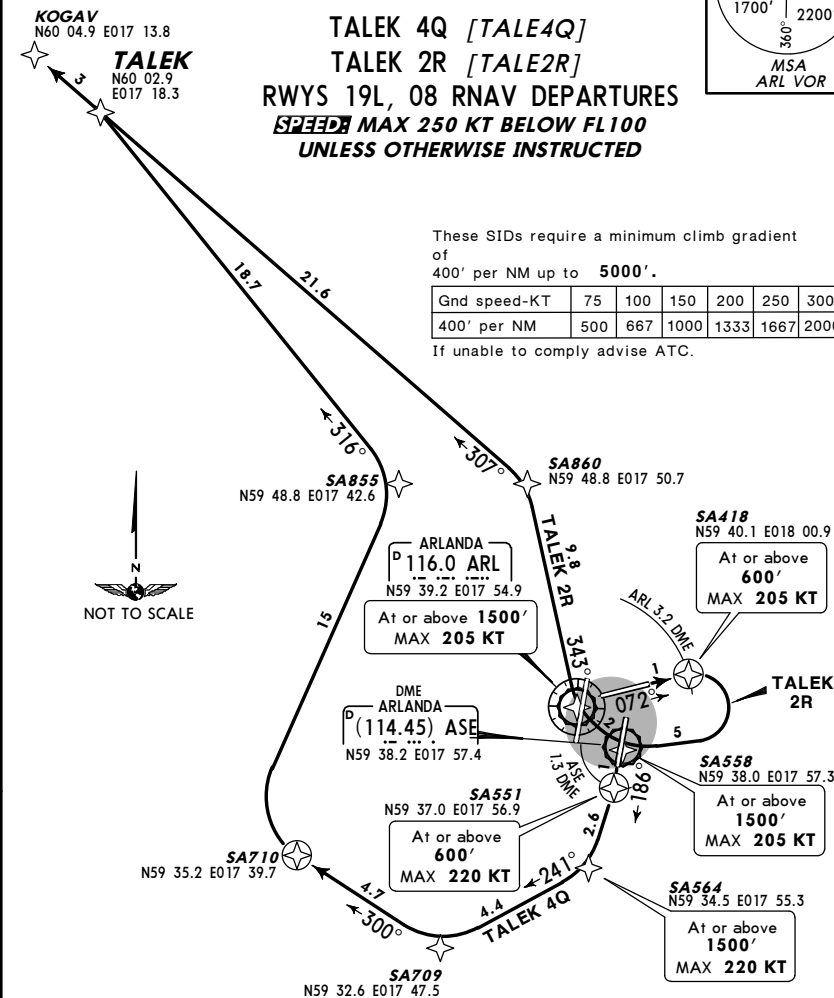 KOGAV
N60 04.9 E017 13.8
TALEK
N60 02.9
E017 18.3
3
TALEK 4Q [TALE4Q]
TALEK 2R [TALE2R]
RWYS 19L, 08 RNAV DEPARTURES
SPEED: MAX 250 KT BELOW FL100
UNLESS OTHERWISE INSTRUCTED
1700' 2200
360°
MSA
ARL VOR
These SIDs require a minimum climb gradient
of
400' per NM up to 5000'.
Gnd speed-KT 75 100 150 200 250 300
400' per NM 500 667 1000 1333 1667 2000
If unable to comply advise ATC.
18.7
21.6
316°
307°
SA855
N59 48.8 E017 42.6
SA860
N59 48.8 E017 50.7
9.8
TALEK 2R
343°
SA418
N59 40.1 E018 00.9
At or above
600'
MAX 205 KT
ARLANDA
D 116.0 ARL
N59 39.2 E017 54.9
At or above 1500'
MAX 205 KT
N
NOT TO SCALE
15
ARL 3.2 DME
1
072°
TALEK
2R
2
5
DME
ARLANDA
D (114.45) ASE
N59 38.2 E017 57.4
ASE
1.3 DME
1
186°
SA558
N59 38.0 E017 57.3
At or above
1500'
MAX 205 KT
SA551
N59 37.0 E017 56.9
At or above
600'
MAX 220 KT
2.6
SA710
N59 35.2 E017 39.7
4.7
300°
241°
4.4
TALEK 4Q
SA564
N59 34.5 E017 55.3
At or above
1500'
MAX 220 KT
SA709
N59 32.6 E017 47.5